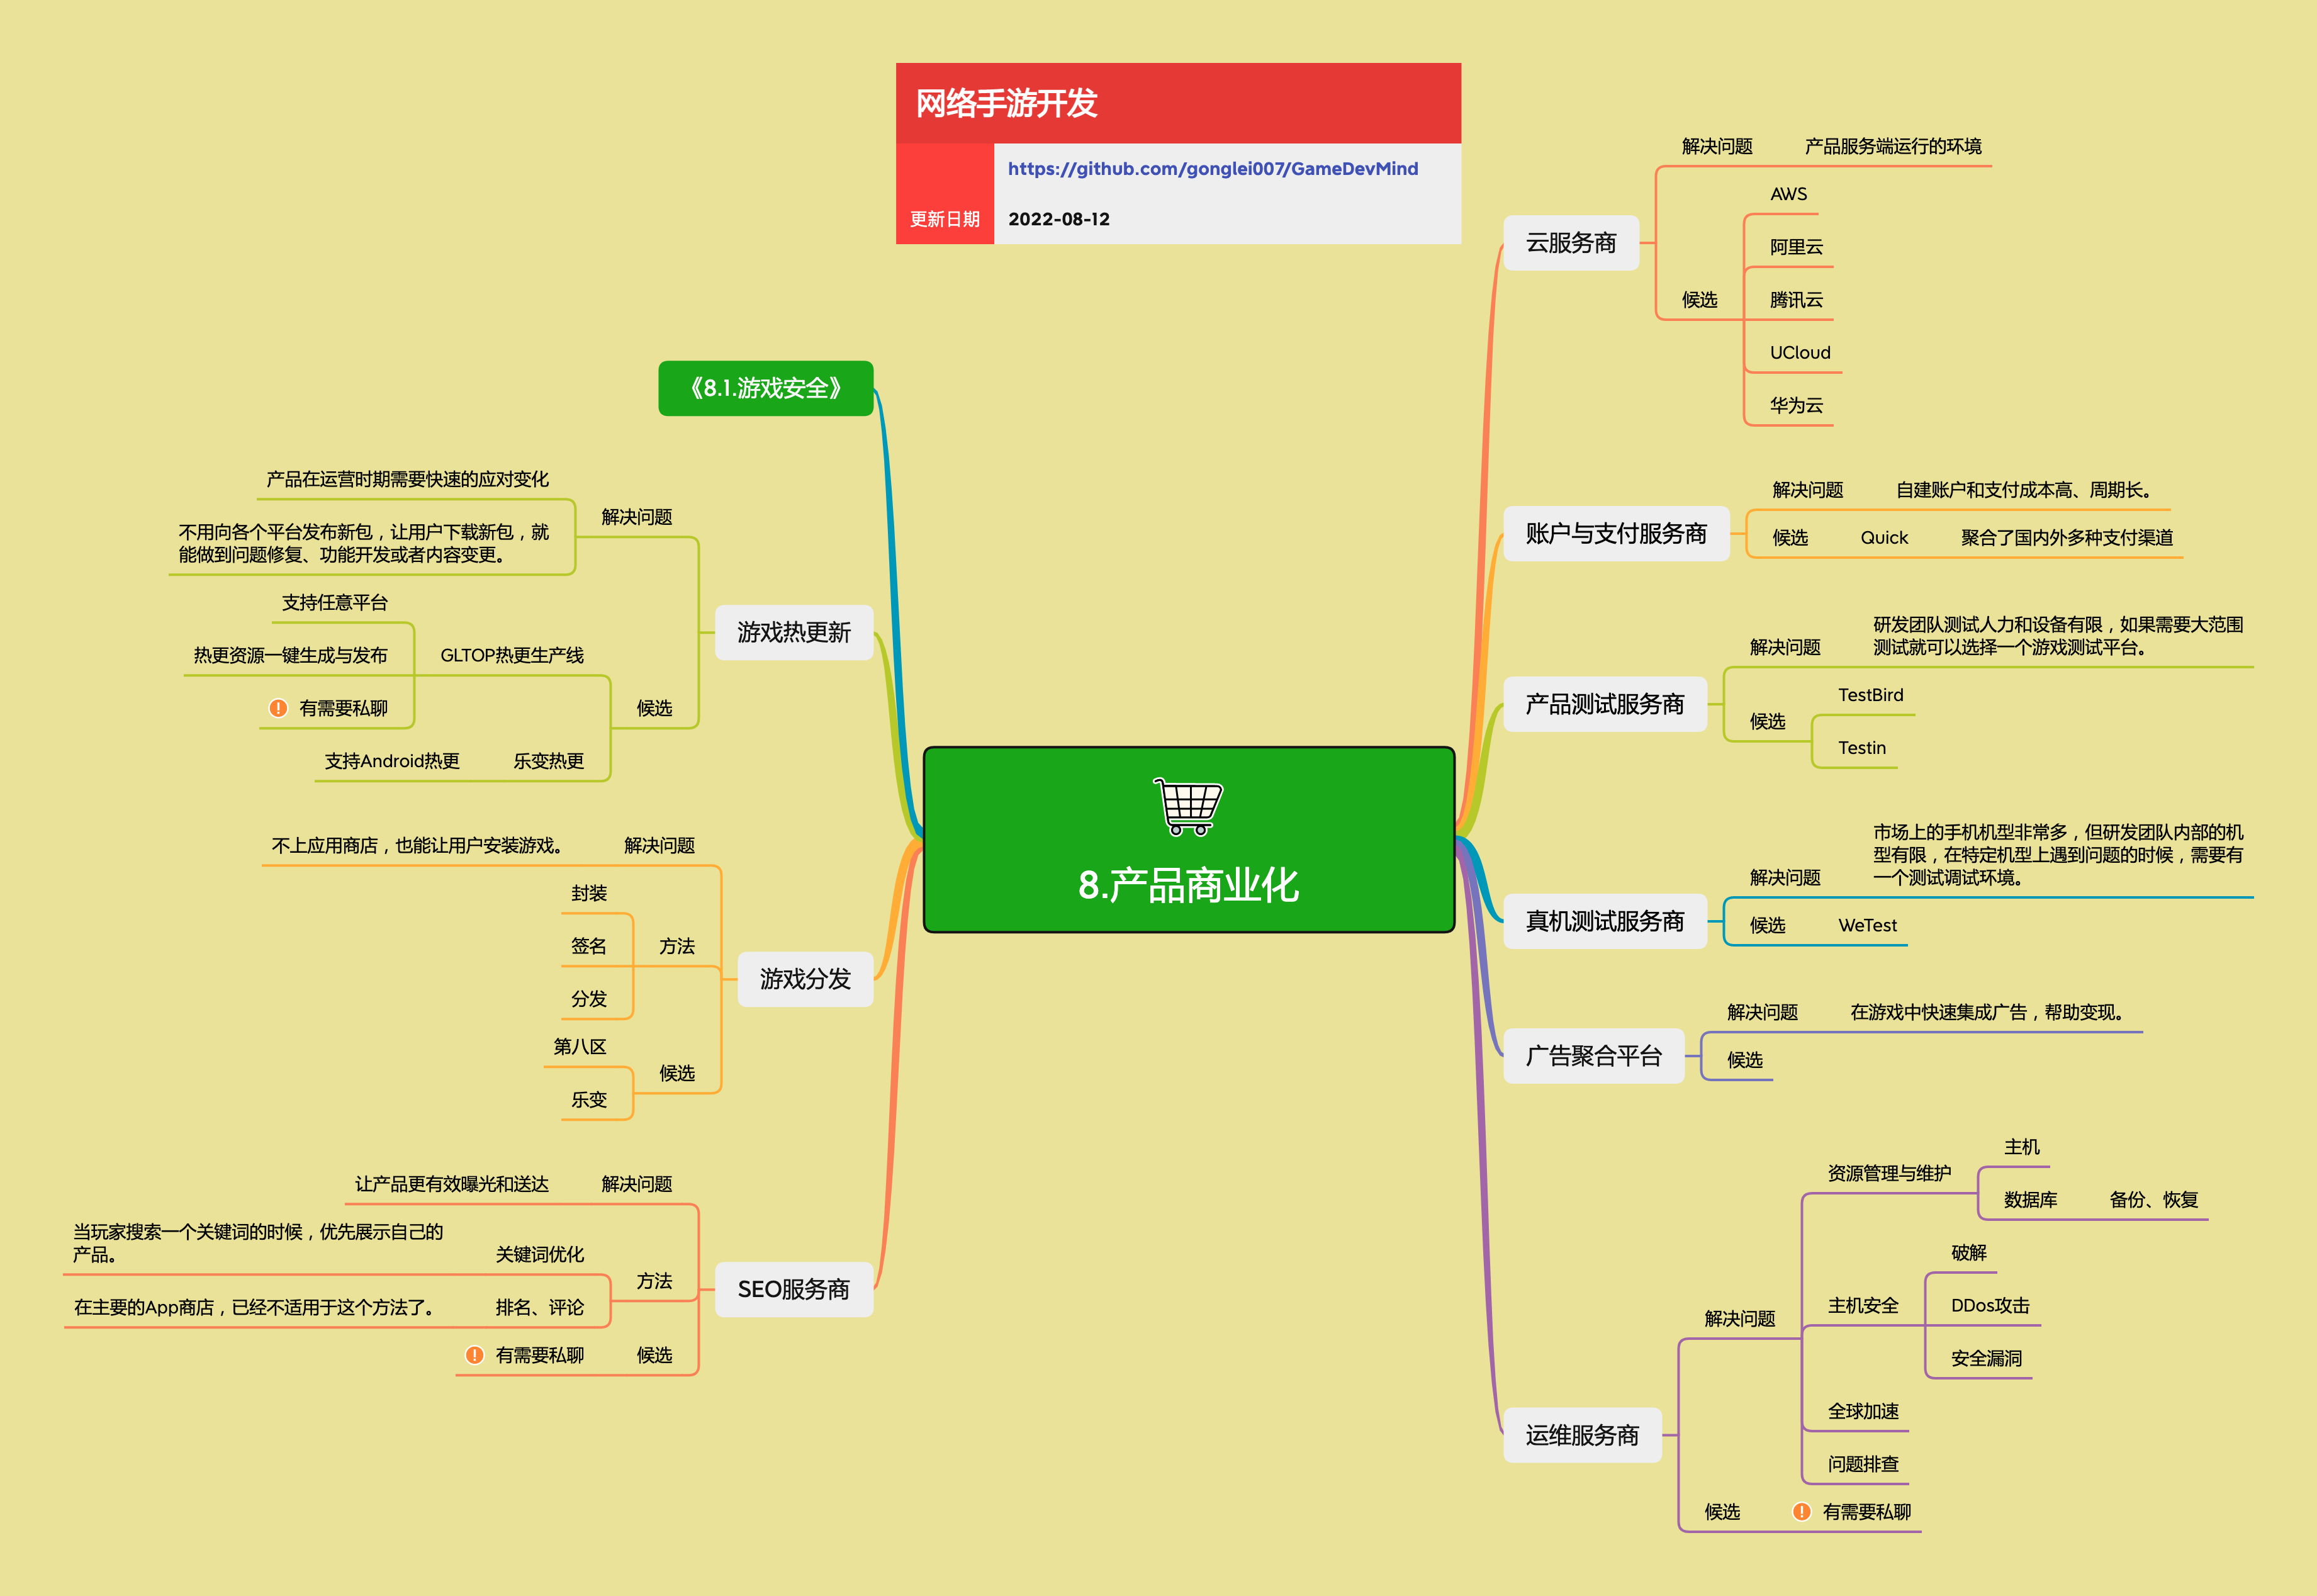 网络手游开发
https://github.com/gonglei007/GameDevMind
更新日期
2022-08-12
8.产品商业化
云服务商
解决问题
产品服务端运行的环境
候选
AWS
阿里云
腾讯云
UCloud
华为云
账户与支付服务商
解决问题
自建账户和支付成本高、周期长。
候选
Quick
聚合了国内外多种支付渠道
产品测试服务商
解决问题
研发团队测试人力和设备有限，如果需要大范围
测试就可以选择一个游戏测试平台。
候选
TestBird
Testin
真机测试服务商
解决问题
市场上的手机机型非常多，但研发团队内部的机
型有限，在特定机型上遇到问题的时候，需要有
一个测试调试环境。
候选
WeTest
广告聚合平台
解决问题
在游戏中快速集成广告，帮助变现。
候选
运维服务商
解决问题
资源管理与维护
主机
数据库
备份、恢复
主机安全
破解
DDos攻击
安全漏洞
全球加速
问题排查
候选
有需要私聊
《8.1.游戏安全》
游戏热更新
解决问题
产品在运营时期需要快速的应对变化
不用向各个平台发布新包，让用户下载新包，就
能做到问题修复、功能开发或者内容变更。
候选
GLTOP热更生产线
支持任意平台
热更资源一键生成与发布
有需要私聊
乐变热更
支持Android热更
游戏分发
解决问题
不上应用商店，也能让用户安装游戏。
方法
封装
签名
分发
候选
第八区
乐变
SEO服务商
解决问题
让产品更有效曝光和送达
方法
关键词优化
当玩家搜索一个关键词的时候，优先展示自己的
产品。
排名、评论
在主要的App商店，已经不适用于这个方法了。
候选
有需要私聊